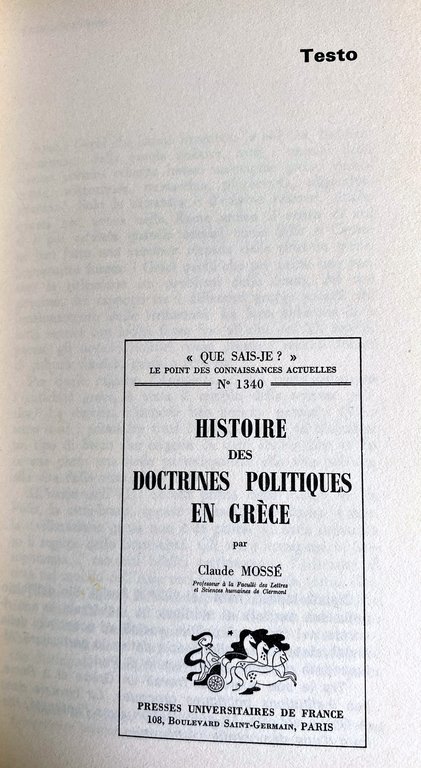 Testo
« QUE SAIS-JE ? »
LE POINT DES CONNAISSANCES ACTUELLES
N° 1340
HISTOIRE
DES
DOCTRINES POLITIQUES
EN GRÈCE
par
Claude MOSSÉ
Professeur à la Faculté des Lettres
et Sciences humaines de Clermont
PRESSES UNIVERSITAIRES DE FRANCE
108, BOULEVARD SAINT-GERMAIN, PARIS